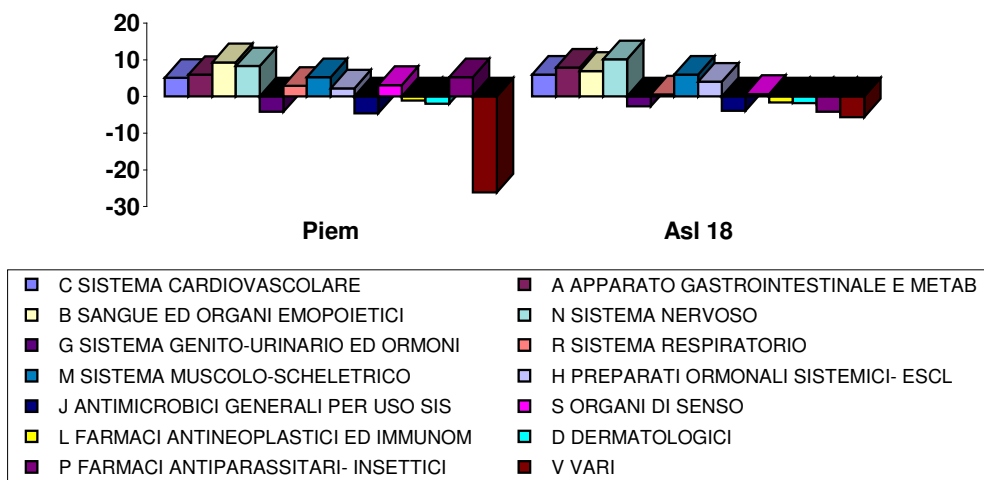 20
10
0
-10
-20
-30
Piem
Asl 18
C SISTEMA CARDIOVASCOLARE
A APPARATO GASTROINTESTINALE E METAB
B SANGUE ED ORGANI EMOPOIETICI
N SISTEMA NERVOSO
G SISTEMA GENITO-URINARIO ED ORMONI
R SISTEMA RESPIRATORIO
M SISTEMA MUSCOLO-SCHELETRICO
H PREPARATI ORMONALI SISTEMICI- ESCL
J ANTIMICROBICI GENERALI PER USO SIS
S ORGANI DI SENSO
L FARMACI ANTINEOPLASTICI ED IMMUNOM
D DERMATOLOGICI
P FARMACI ANTIPARASSITARI- INSETTICI
V VARI